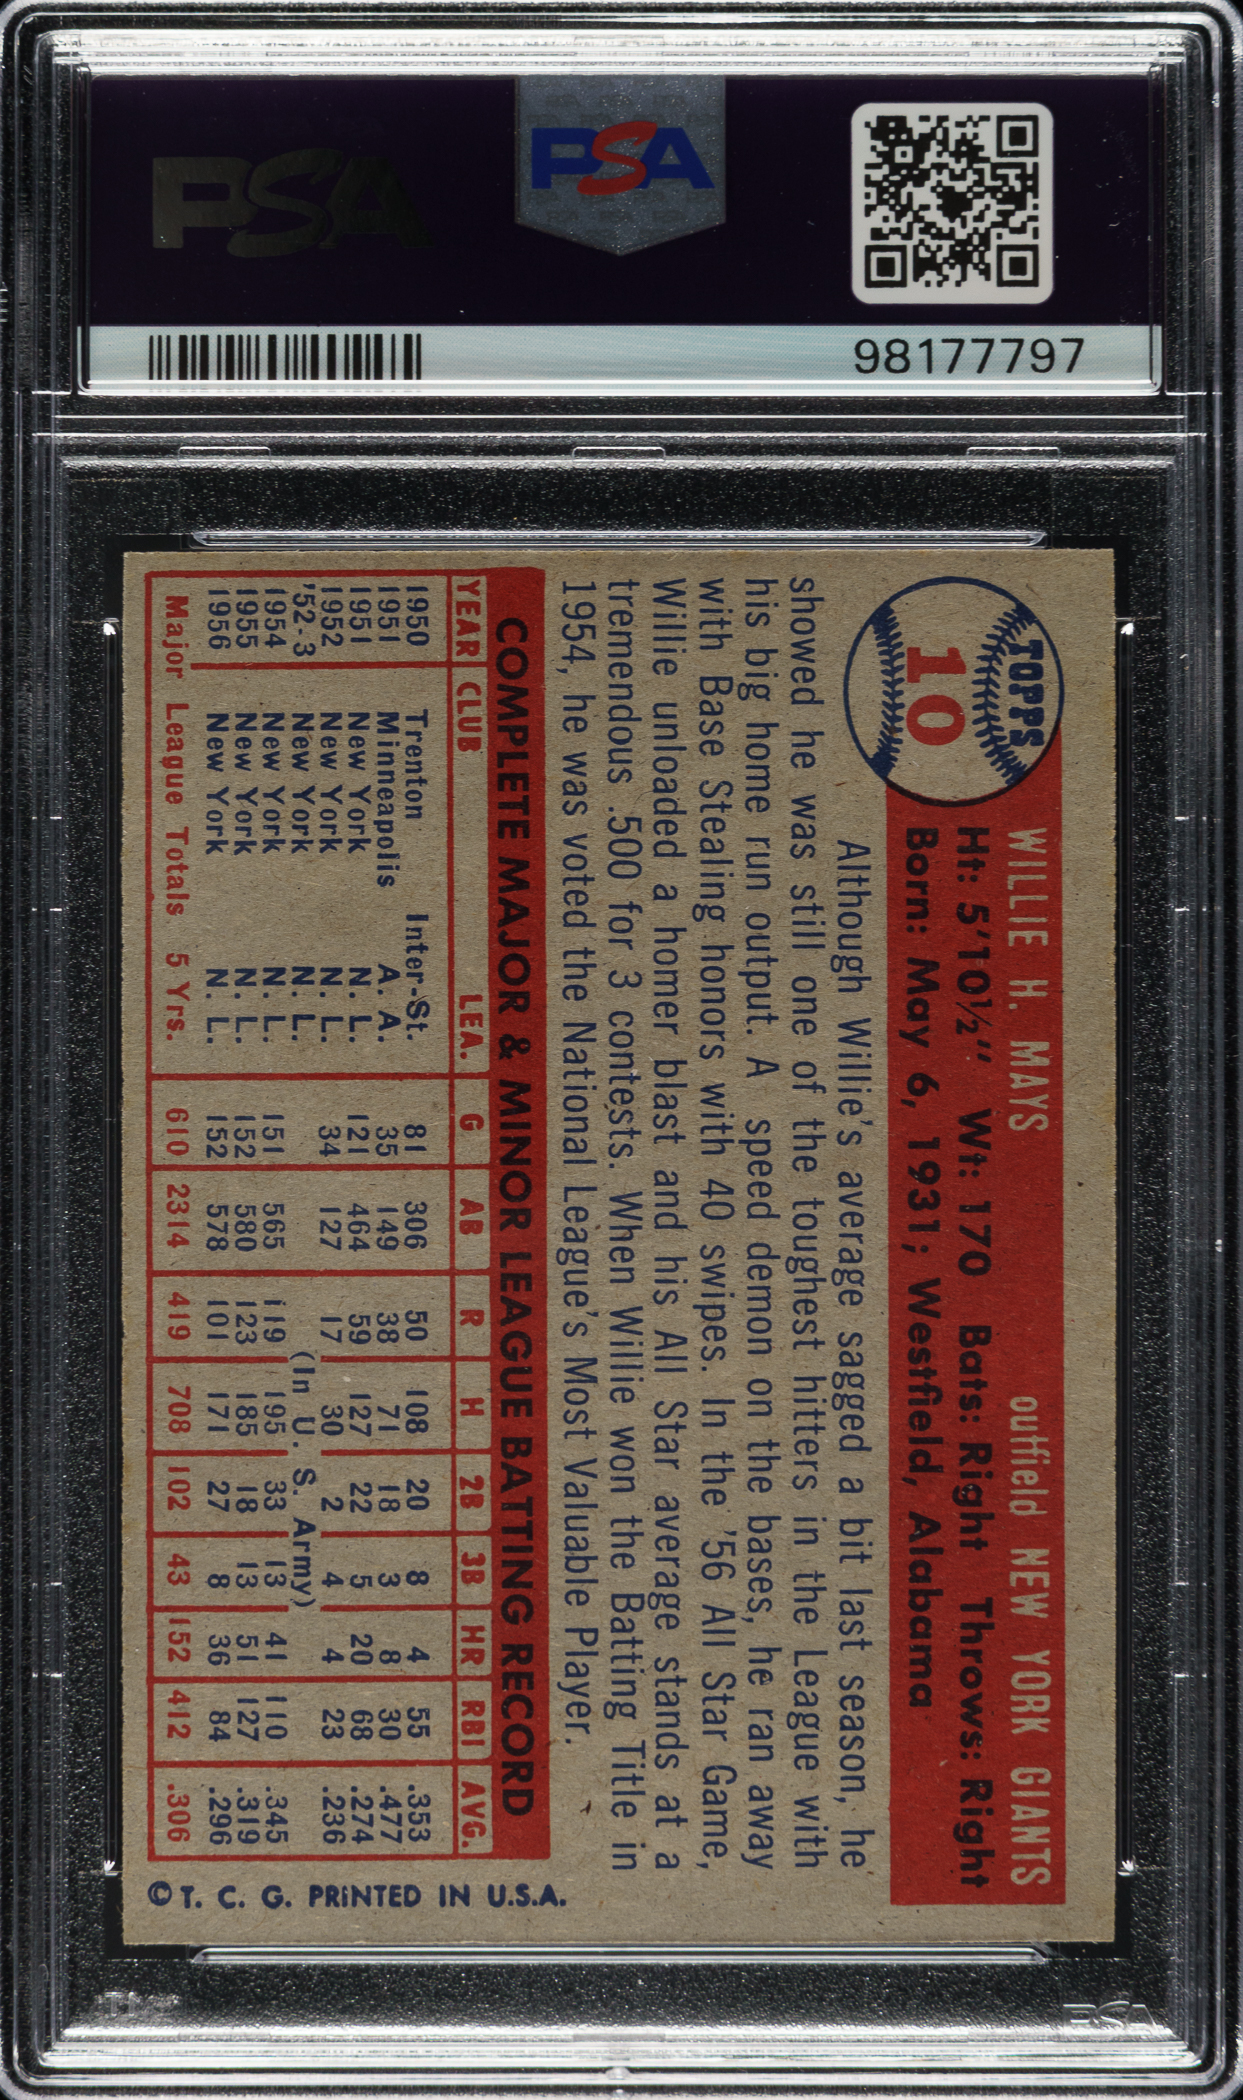 PSA
PSA
98177797
TOPPS
10
WILLIE H. MAYS outfield NEW YORK GIANTS
Ht: 5'10½" Wt: 170 Bats: Right Throws: Right
Born: May 6, 1931; Westfield, Alabama
Although Willie's average sagged a bit last season, he
showed he was still one of the toughest hitters in the League with
his big home run output. A speed demon on the bases, he ran away
with Base Stealing honors with 40 swipes. In the '56 All Star Game,
Willie unloaded a homer blast and his All Star average stands at a
tremendous .500 for 3 contests. When Willie won the Batting Title in
1954, he was voted the National League's Most Valuable Player.
COMPLETE MAJOR & MINOR LEAGUE BATTING RECORD
YEAR CLUB LEA. G AB R H 2B 3B HR RBI AVG.
1950 Trenton Inter-St. 81 306 50 108 20 8 4 55 .353
1951 Minneapolis A. A. 35 149 38 71 18 3 8 30 .477
1951 New York N. L. 121 464 59 127 22 5 20 68 .274
1952 New York N. L. 34 127 17 30 2 4 4 23 .236
'52-3 New York N. L. (In U. S. Army)
1954 New York N. L. 151 565 119 195 33 13 41 110 .345
1955 New York N. L. 152 580 123 185 18 13 51 127 .319
1956 New York N. L. 152 578 101 171 27 8 36 84 .296
Major League Totals 5 Yrs. 610 2314 419 708 102 43 152 412 .306
© T. C. G. PRINTED IN U.S.A.
PSA